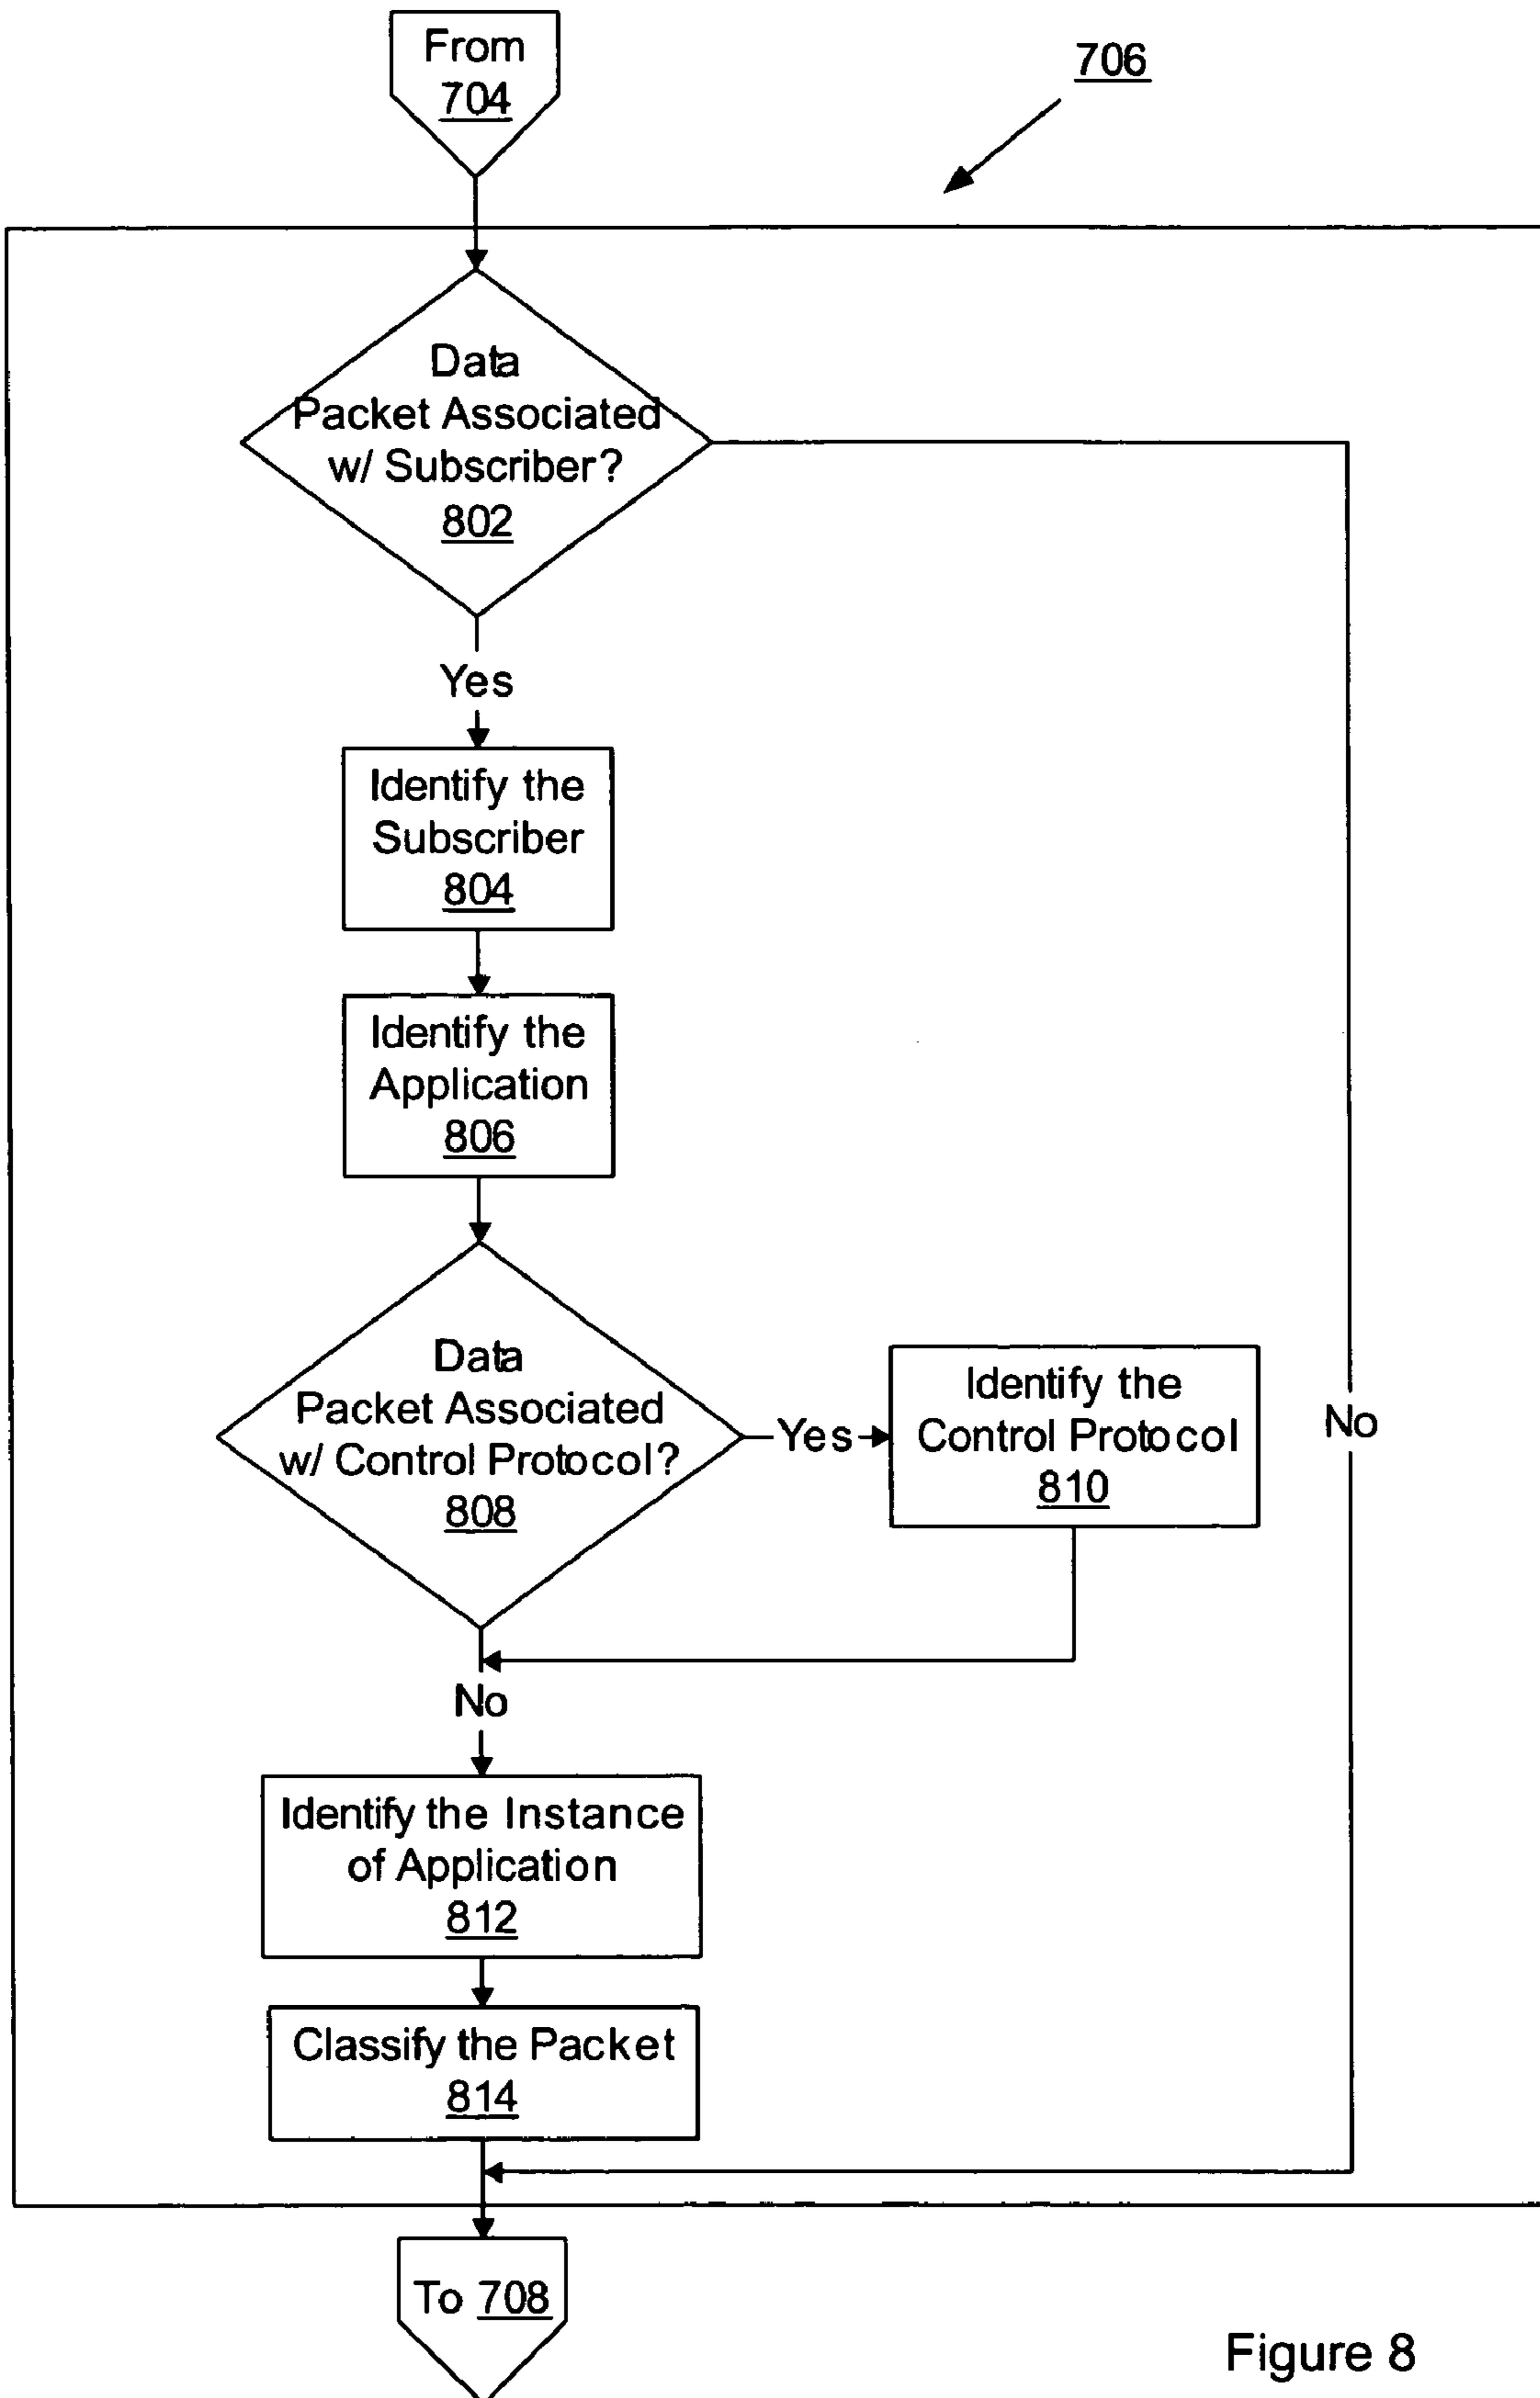 From
704
706
Data
Packet Associated
w/ Subscriber?
802
Yes
Identify the
Subscriber
804
Identify the
Application
806
Data
Packet Associated
w/ Control Protocol?
808
Yes
Identify the
Control Protocol
810
No
No
Identify the Instance
of Application
812
Classify the Packet
814
To 708
Figure 8